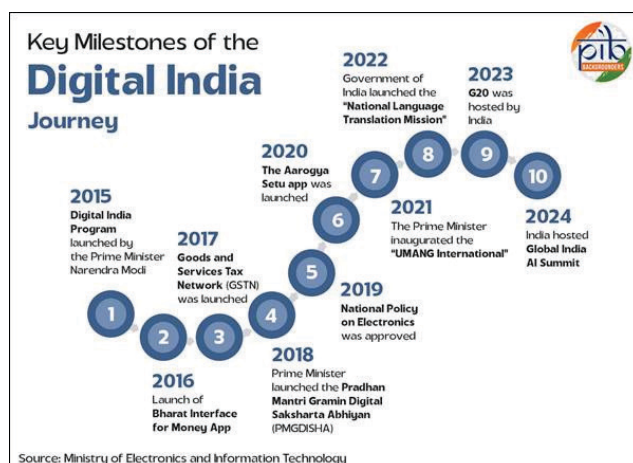 Key Milestones of the
Digital India
Journey
pib
BACKGROUNDERS
2015
Digital India
Program
launched by
the Prime Minister
Narendra Modi
1
2
2016
Launch of
Bharat Interface
for Money App
2017
Goods and
Services Tax
Network (GSTN)
was launched
3
4
2018
Prime Minister
launched the Pradhan
Mantri Gramin Digital
Saksharta Abhiyan
(PMGDISHA)
5
2019
National Policy
on Electronics
was approved
2020
The Aarogya
Setu app was
launched
6
7
2021
The Prime Minister
inaugurated the
"UMANG International"
2022
Government of
India launched the
"National Language
Translation Mission"
8
2023
G20 was
hosted by
India
9
10
2024
India hosted
Global India
AI Summit
Source: Ministry of Electronics and Information Technology